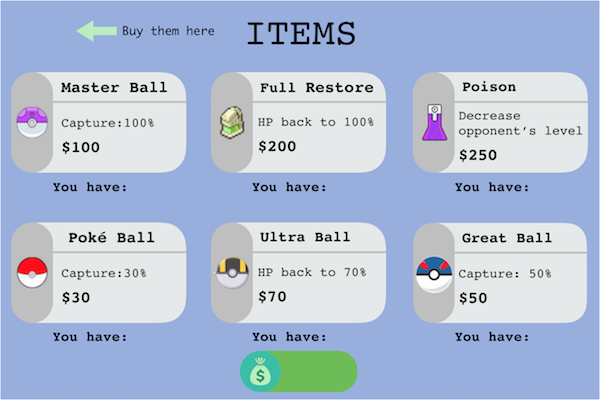 Buy them here
ITEMS
Master Ball
Capture:100%
$100
You have:
Full Restore
HP back to 100%
$200
You have:
Poison
Decrease
opponent's level
$250
You have:
Poké Ball
Capture:30%
$30
You have:
Ultra Ball
HP back to 70%
$70
You have:
Great Ball
Capture: 50%
$50
You have:
$